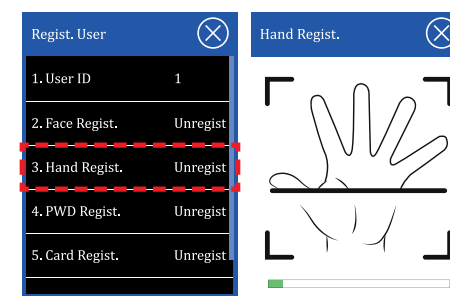 Regist. User
1. User ID 1
2. Face Regist. Unregist
3. Hand Regist. Unregist
4. PWD Regist. Unregist
5. Card Regist. Unregist
Hand Regist.